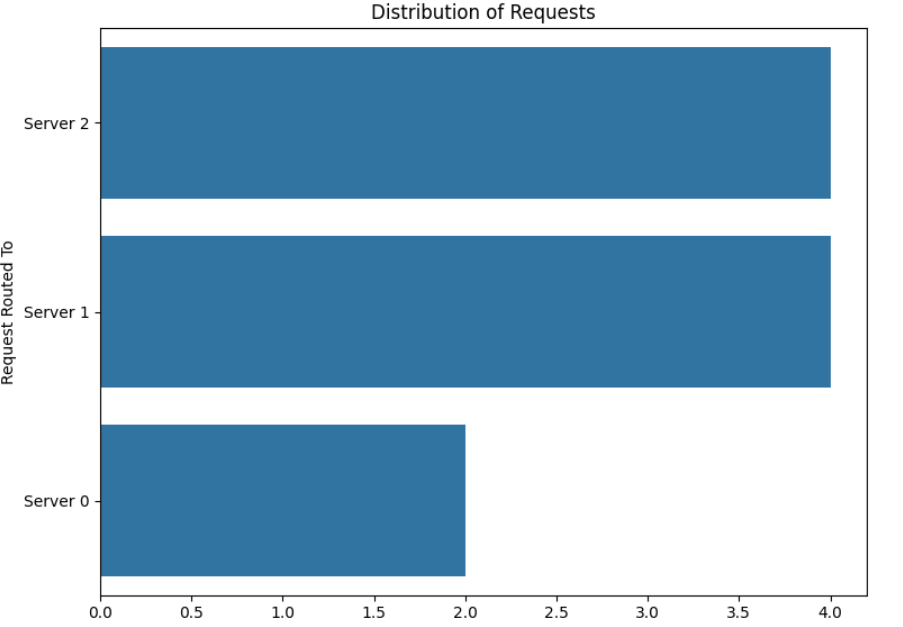 Distribution of Requests
Request Routed To
Server 2
Server 1
Server 0
0.0 0.5 1.0 1.5 2.0 2.5 3.0 3.5 4.0